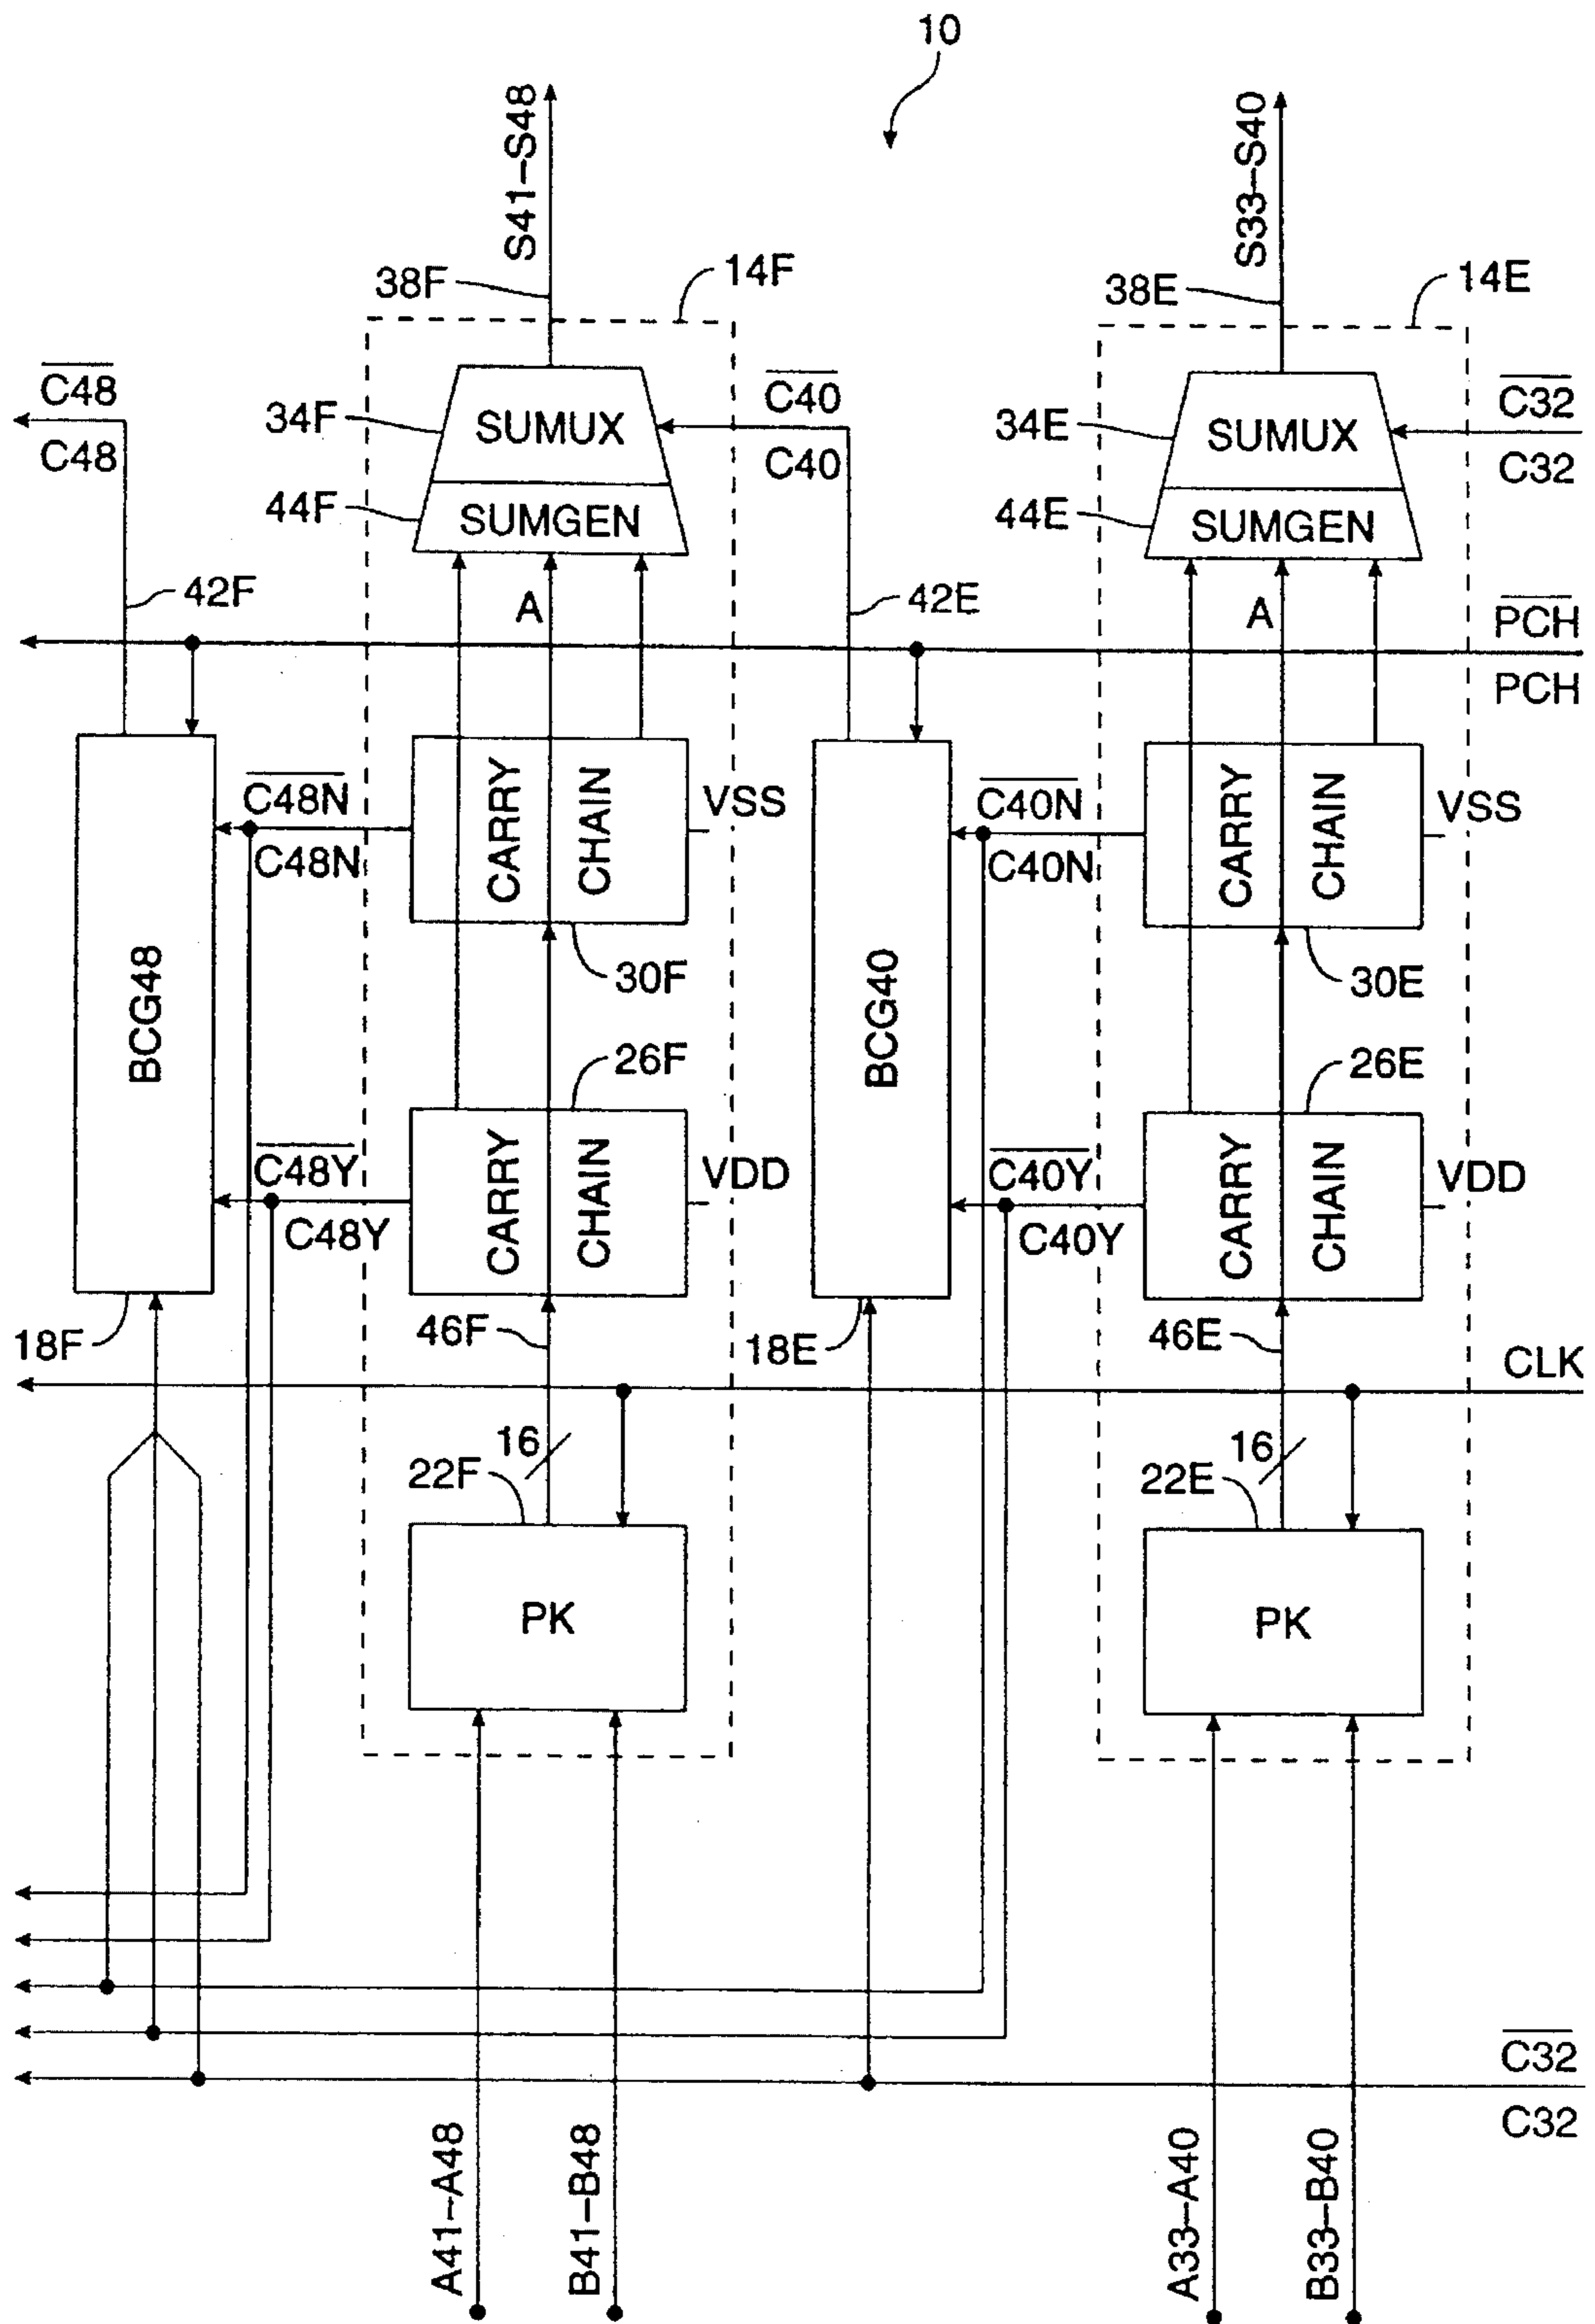 10
S41–S48
S33–S40
38F
14F
38E
14E
C48
C48
34F
SUMUX
C40
C40
34E
SUMUX
C32
C32
44F
SUMGEN
44E
SUMGEN
42F
A
42E
A
PCH
PCH
BCG48
C48N
C48N
CARRY
CHAIN
VSS
BCG40
C40N
C40N
CARRY
CHAIN
VSS
30F
30E
26F
26E
C48Y
C48Y
CARRY
CHAIN
VDD
C40Y
C40Y
CARRY
CHAIN
VDD
18F
46F
18E
46E
CLK
16
22F
16
22E
PK
PK
C32
C32
A41–A48
B41–B48
A33–A40
B33–B40